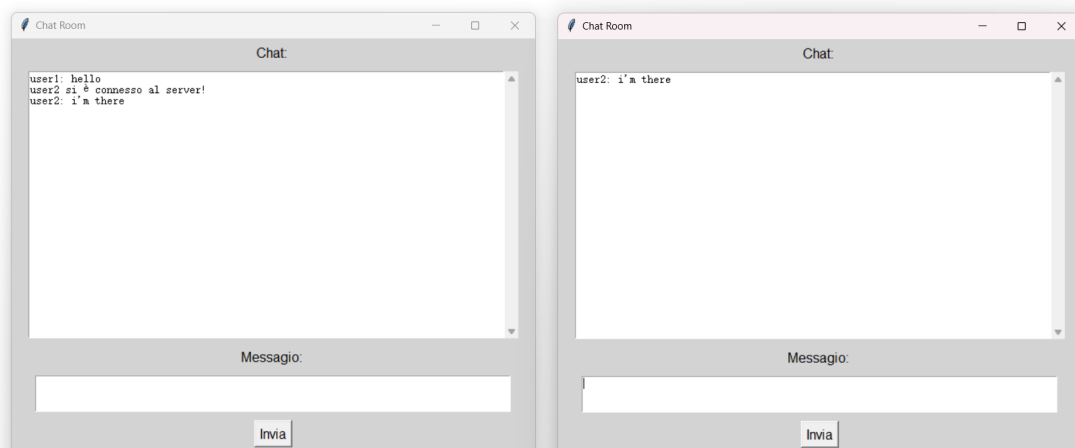 Chat Room
Chat:
user1: hello
user2 si è connesso al server!
user2: i'm there
Messagio:
Invia
Chat Room
Chat:
user2: i'm there
Messagio:
Invia